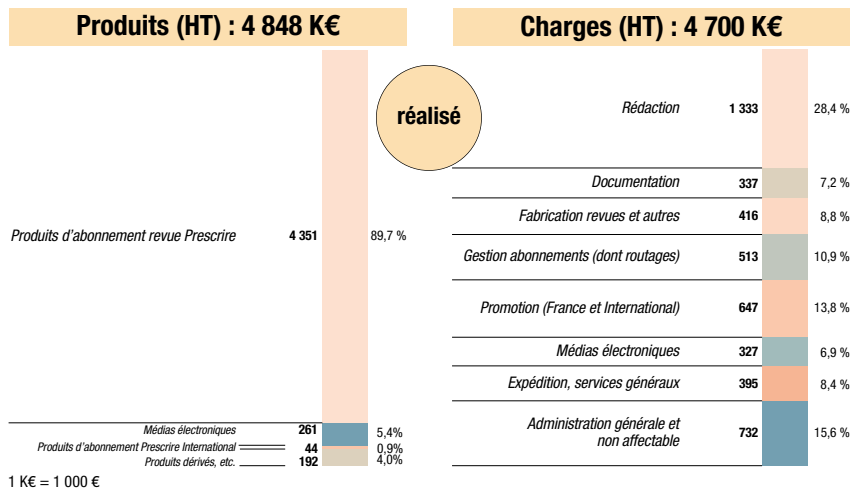 Produits (HT) : 4 848 K€
Produits d'abonnement revue Prescrire 4 351 89,7 %
Médias électroniques 261 5,4%
Produits d'abonnement Prescrire International 44 0,9%
Produits dérivés, etc. 192 4,0%
1 K€ = 1 000 €
réalisé
Charges (HT) : 4 700 K€
Rédaction 1 333 28,4 %
Documentation 337 7,2 %
Fabrication revues et autres 416 8,8 %
Gestion abonnements (dont routages) 513 10,9 %
Promotion (France et International) 647 13,8 %
Médias électroniques 327 6,9 %
Expédition, services généraux 395 8,4 %
Administration générale et
non affectable 732 15,6 %